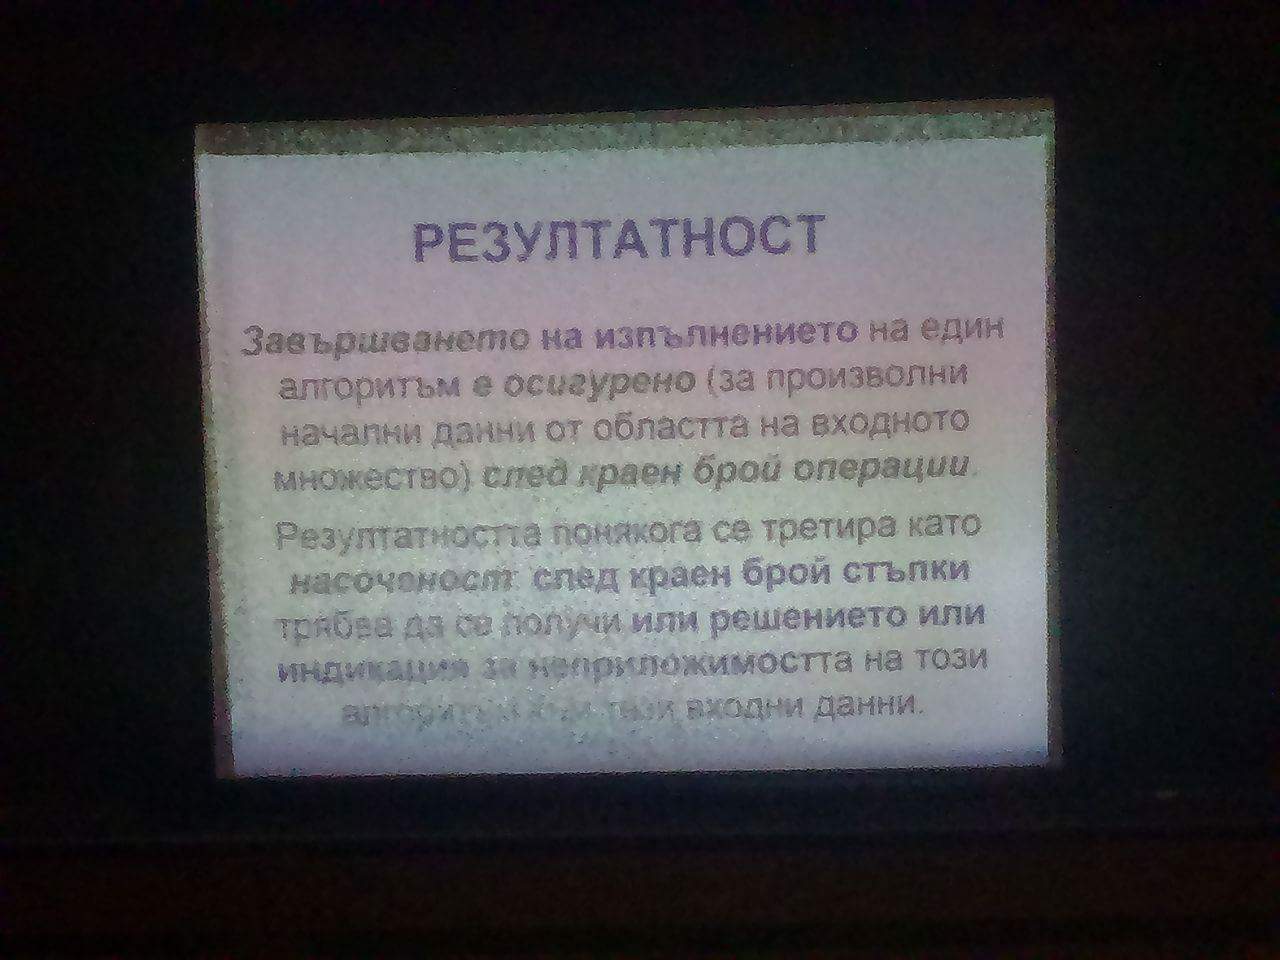 РЕЗУЛТАТНОСТ
Завършването на изпълнението на един
алгоритъм е осигурено (за произволни
начални данни от областта на входното
множество) след краен брой операции.
Резултатността понякога се третира като
насоченост: след краен брой стъпки
трябва да се получи или решението или
индикация за неприложимостта на този
алгоритъм към тези входни данни.